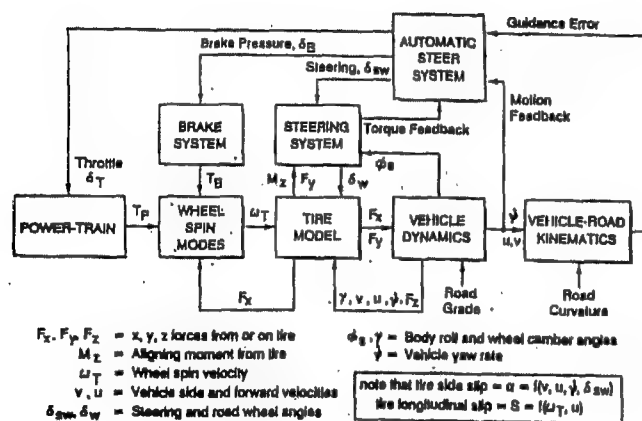 Guidance Error
Brake Pressure, δB
AUTOMATIC
STEER
SYSTEM
Steering, δsw
Motion
Feedback
BRAKE
SYSTEM
STEERING
SYSTEM
Torque Feedback
Throttle
δT
TB
Mz Fy
δw
ϕs
POWER-TRAIN
TP
WHEEL
SPIN
MODES
ωT
TIRE
MODEL
Fx
Fy
VEHICLE
DYNAMICS
ψ̇
u,v
VEHICLE-ROAD
KINEMATICS
Fx
γ, v, u, ψ̇, Fz
Road
Grade
Road
Curvature
Fx, Fy, Fz = x, y, z forces from or on tire
Mz = Aligning moment from tire
ωT = Wheel spin velocity
v, u = Vehicle side and forward velocities
δsw, δw = Steering and road wheel angles
ϕs, γ = Body roll and wheel camber angles
ψ̇ = Vehicle yaw rate
note that tire side slip = α = f(v, u, ψ̇, δsw)
tire longitudinal slip = S = f(ωT, u)